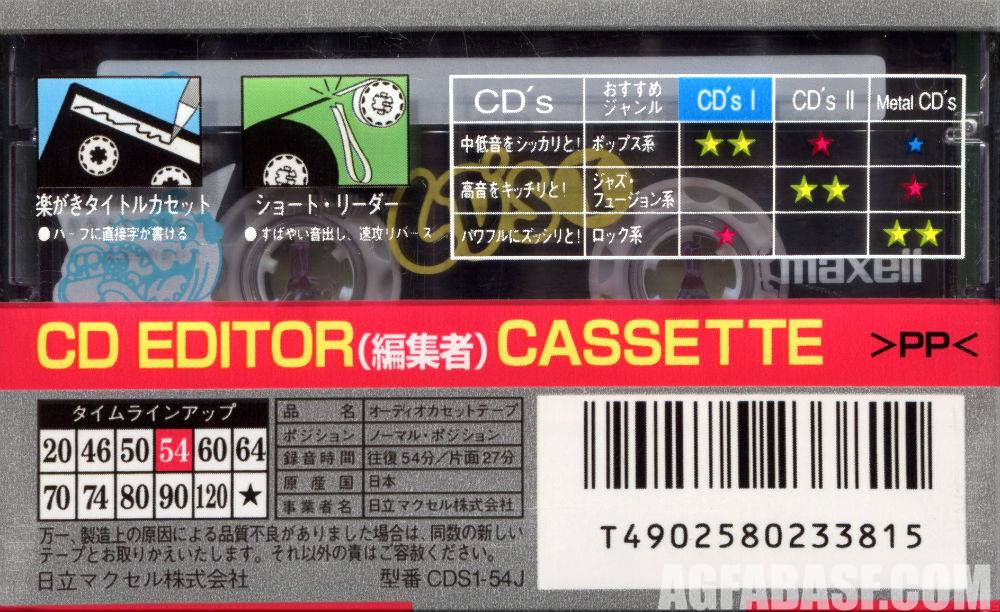 CD's おすすめジャンル CD's I CD's II Metal CD's
中低音をシッカリと! ポップス系 ★★ ★ ★
高音をキッチリと! ジャズ・フュージョン系 ★★ ★
パワフルにズッシリと! ロック系 ★ ★★
楽がきタイトルカセット
●ハーフに直接字が書ける
ショート・リーダー
●すばやい音出し、速攻リバース
CD's
maxell
CD EDITOR(編集者)CASSETTE >PP<
タイムラインアップ
20 46 50 54 60 64
70 74 80 90 120 ★
品名 オーディオカセットテープ
ポジション ノーマル・ポジション
録音時間 往復54分/片面27分
原産国 日本
事業者名 日立マクセル株式会社
万一、製造上の原因による品質不良がありました場合は、同数の新しい
テープとお取りかえいたします。それ以外の責はご容赦ください。
日立マクセル株式会社 型番 CDS1-54J
T4902580233815
AGFABASF.COM